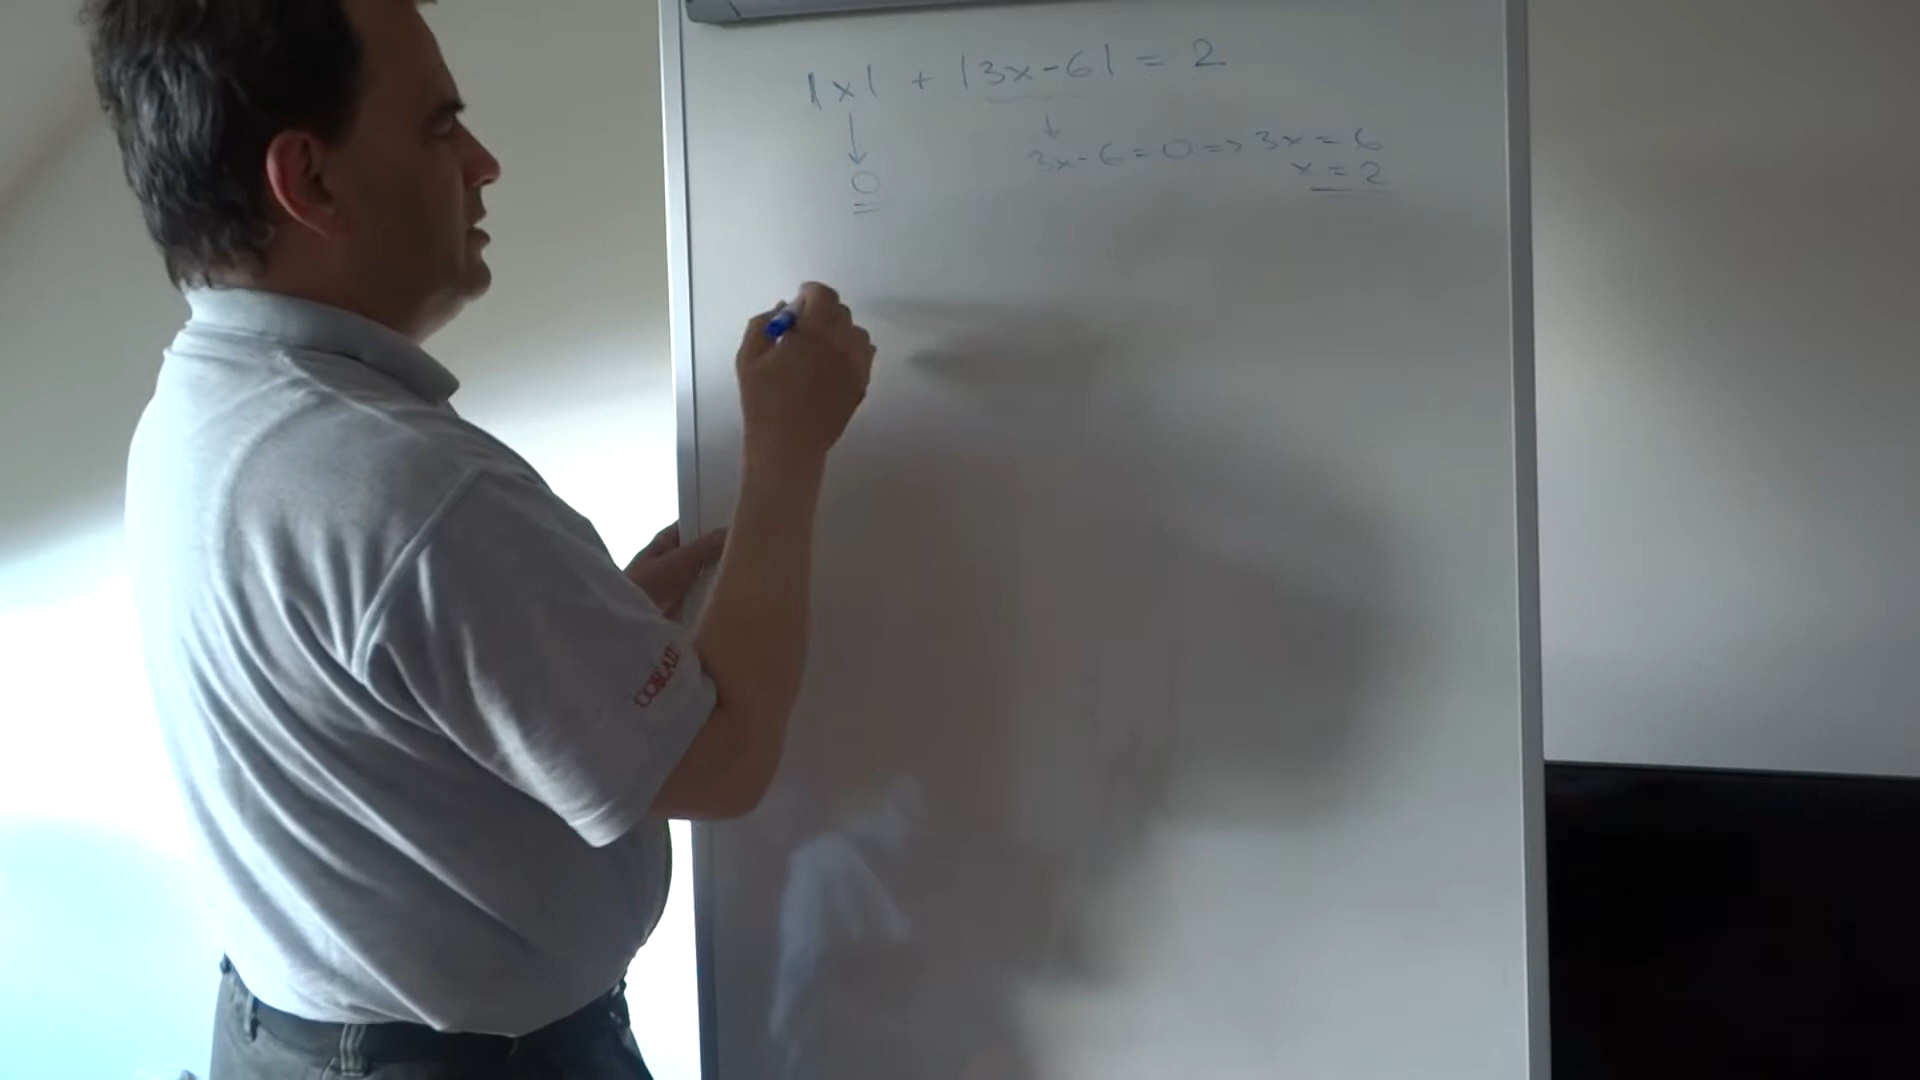 |x| + |3x-6| = 2
↓ ↓
0 3x-6=0 => 3x = 6
x = 2